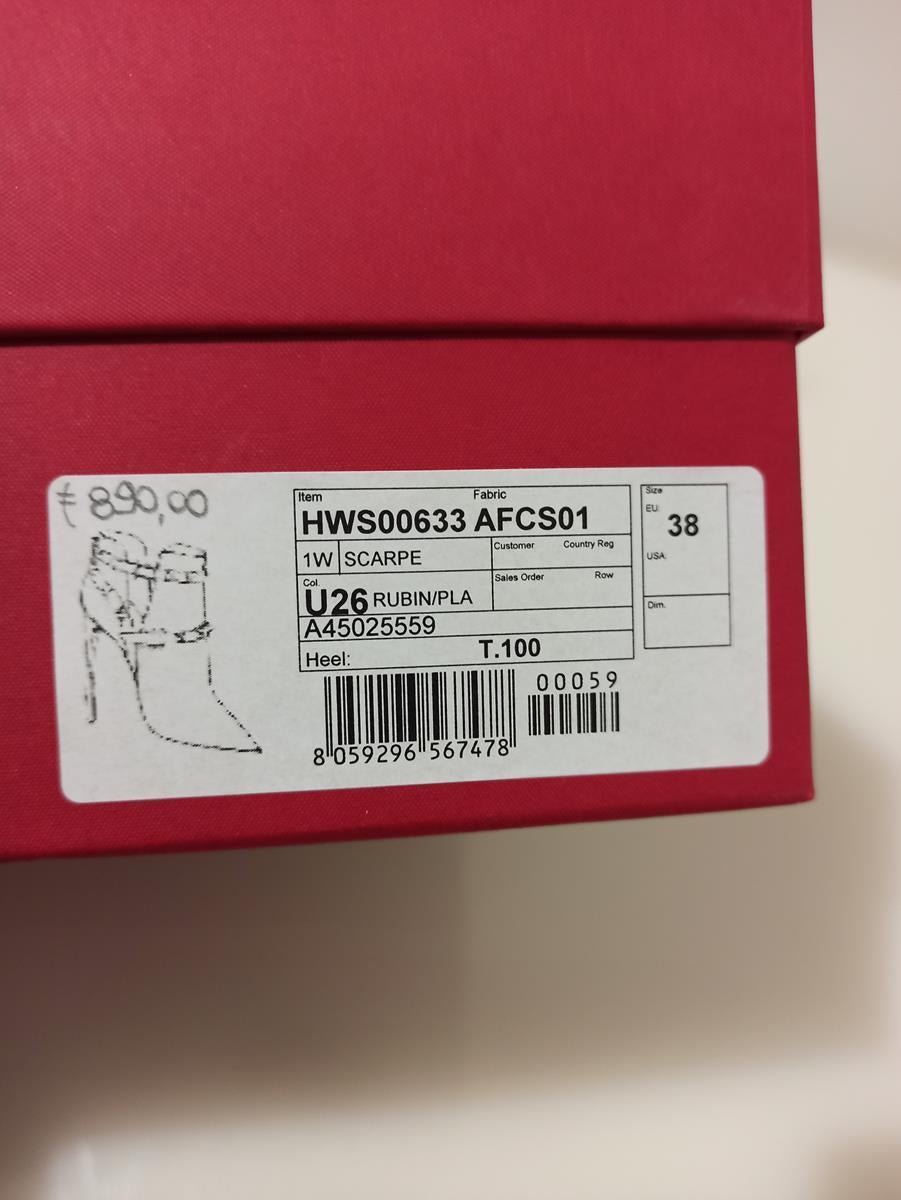 € 890,00
Item Fabric
HWS00633 AFCS01
1W SCARPE
Customer Country Reg
Col.
U26 RUBIN/PLA
Sales Order Row
A45025559
Heel: T.100
Size
EU
38
USA
Dim.
00059
8 059296 567478